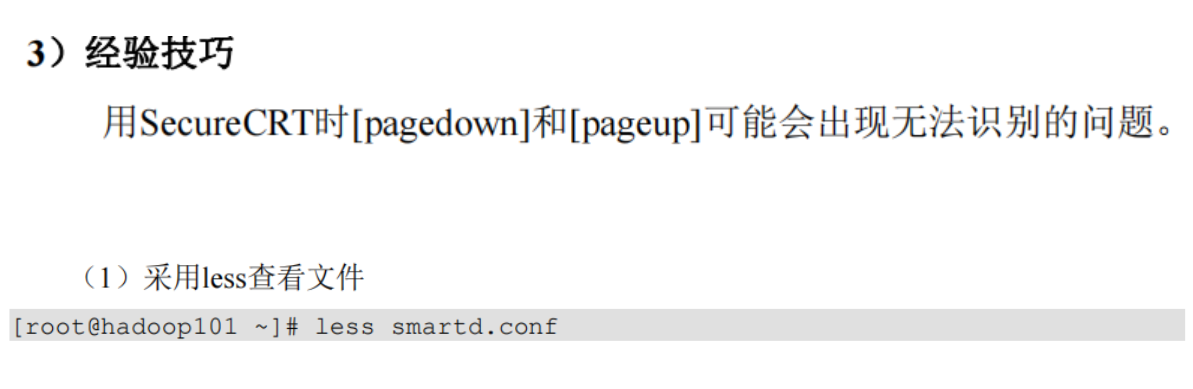 3）经验技巧
用SecureCRT时[pagedown]和[pageup]可能会出现无法识别的问题。
（1）采用less查看文件
[root@hadoop101 ~]# less smartd.conf